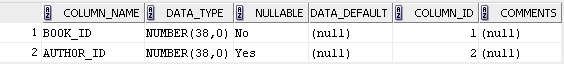 COLUMN_NAME DATA_TYPE NULLABLE DATA_DEFAULT COLUMN_ID COMMENTS
1 BOOK_ID NUMBER(38,0) No (null) 1 (null)
2 AUTHOR_ID NUMBER(38,0) Yes (null) 2 (null)